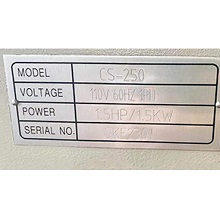 MODEL CS-250
VOLTAGE 110V 60HZ 1PH
POWER 1.5HP/1.5KW
SERIAL NO.